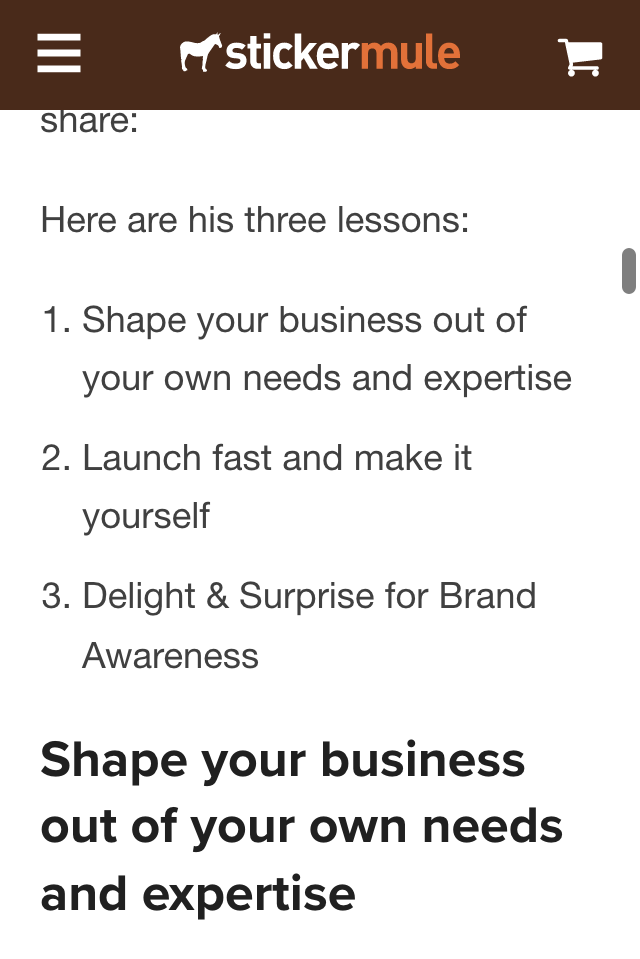 stickermule
share:
Here are his three lessons:
1. Shape your business out of
your own needs and expertise
2. Launch fast and make it
yourself
3. Delight & Surprise for Brand
Awareness
Shape your business
out of your own needs
and expertise